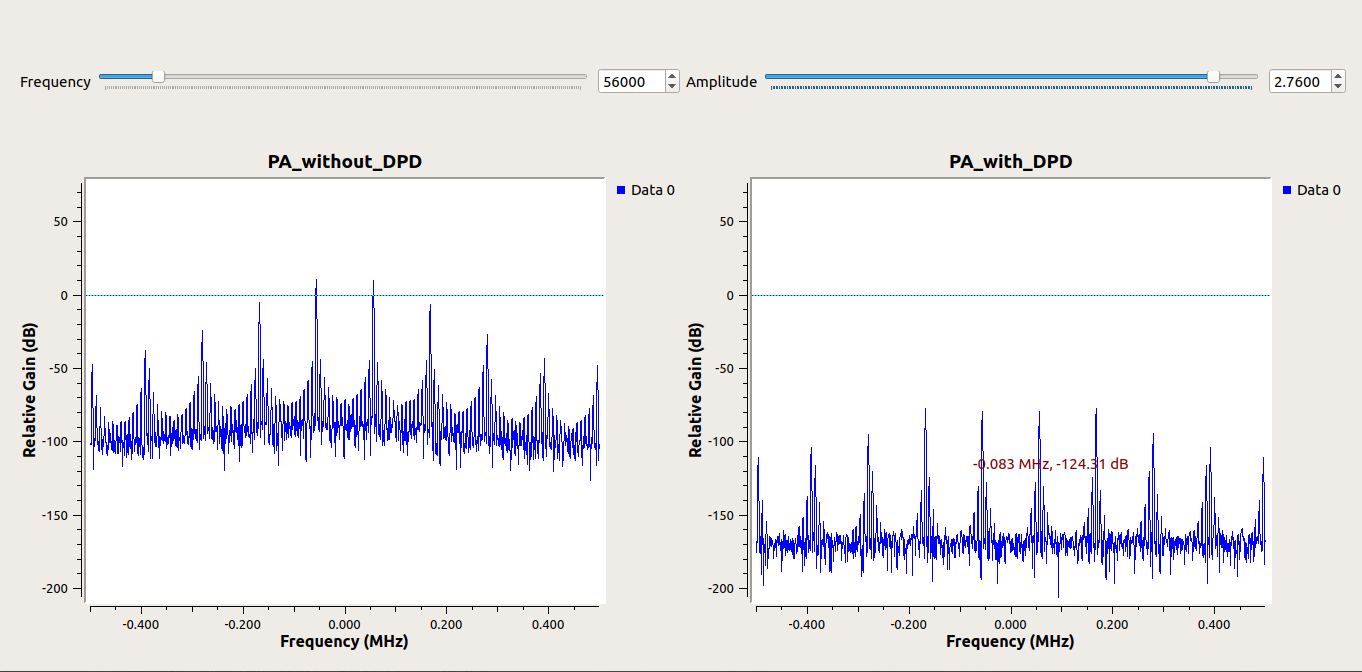 Frequency 56000 Amplitude 2.7600
PA_without_DPD
Data 0
50
0
-50
-100
-150
-200
Relative Gain (dB)
-0.400 -0.200 0.000 0.200 0.400
Frequency (MHz)
PA_with_DPD
Data 0
50
0
-50
-100
-150
-200
Relative Gain (dB)
-0.083 MHz, -124.31 dB
-0.400 -0.200 0.000 0.200 0.400
Frequency (MHz)